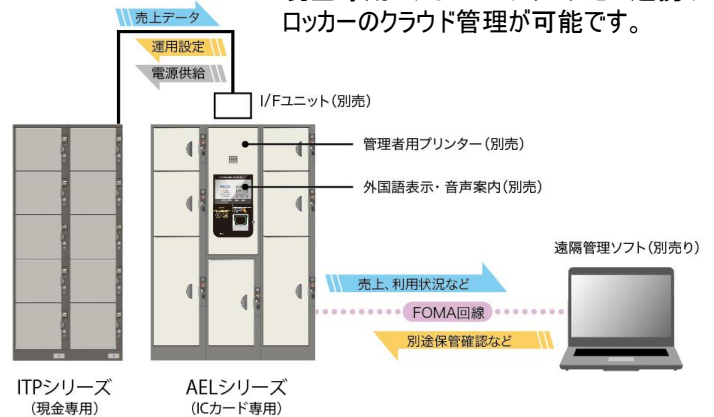 ロッカーのクラウド管理が可能です。
売上データ
運用設定
電源供給
I/Fユニット(別売)
管理者用プリンター(別売)
外国語表示・音声案内(別売)
遠隔管理ソフト(別売り)
売上、利用状況など
FOMA回線
別途保管確認など
ITPシリーズ
(現金専用)
AELシリーズ
(ICカード専用)